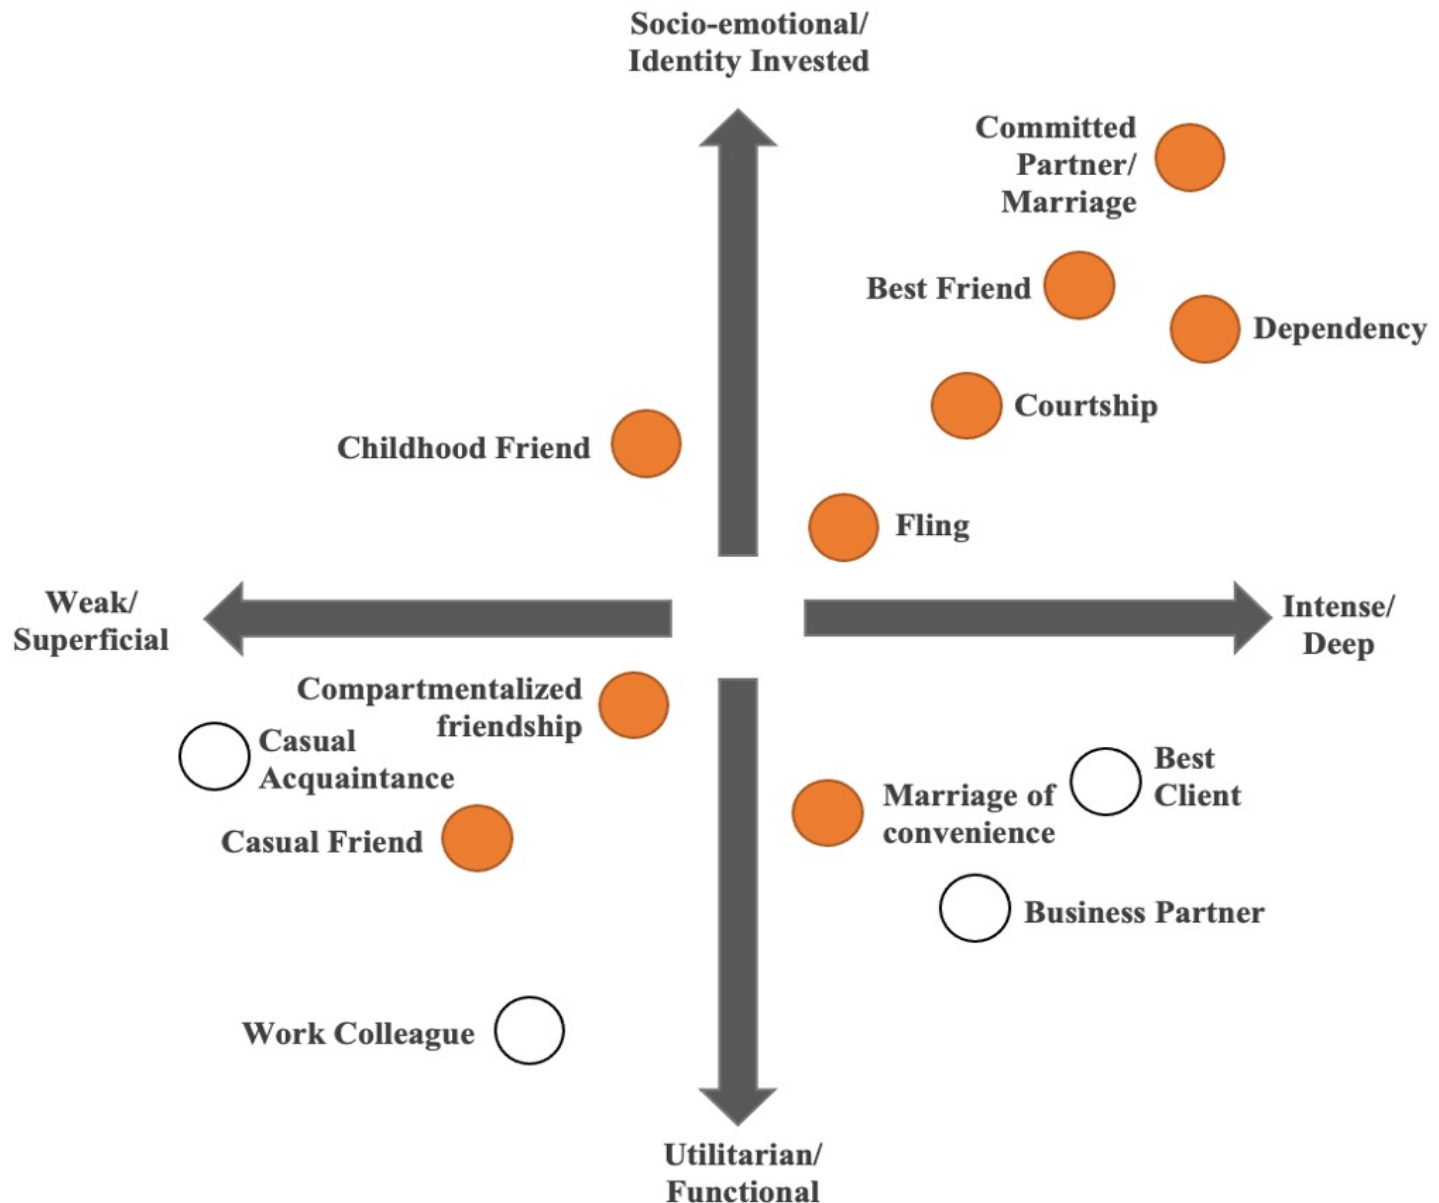 Socio-emotional/
Identity Invested
Committed
Partner/
Marriage
Best Friend
Dependency
Courtship
Childhood Friend
Fling
Weak/
Superficial
Intense/
Deep
Compartmentalized
friendship
Casual
Acquaintance
Best
Client
Marriage of
convenience
Casual Friend
Business Partner
Work Colleague
Utilitarian/
Functional